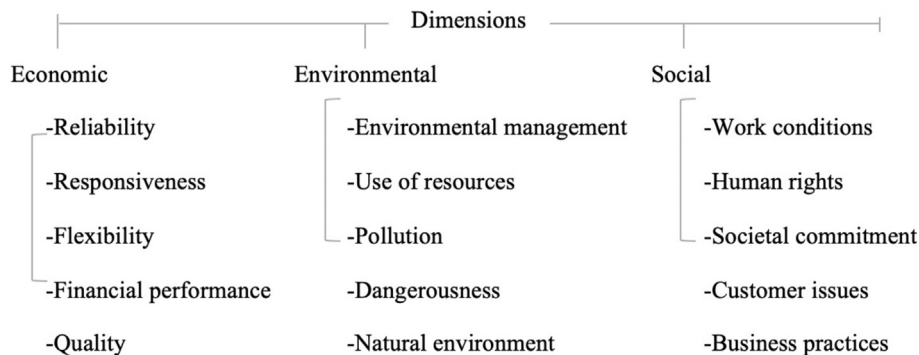 Dimensions
Economic Environmental Social
-Reliability -Environmental management -Work conditions
-Responsiveness -Use of resources -Human rights
-Flexibility -Pollution -Societal commitment
-Financial performance -Dangerousness -Customer issues
-Quality -Natural environment -Business practices